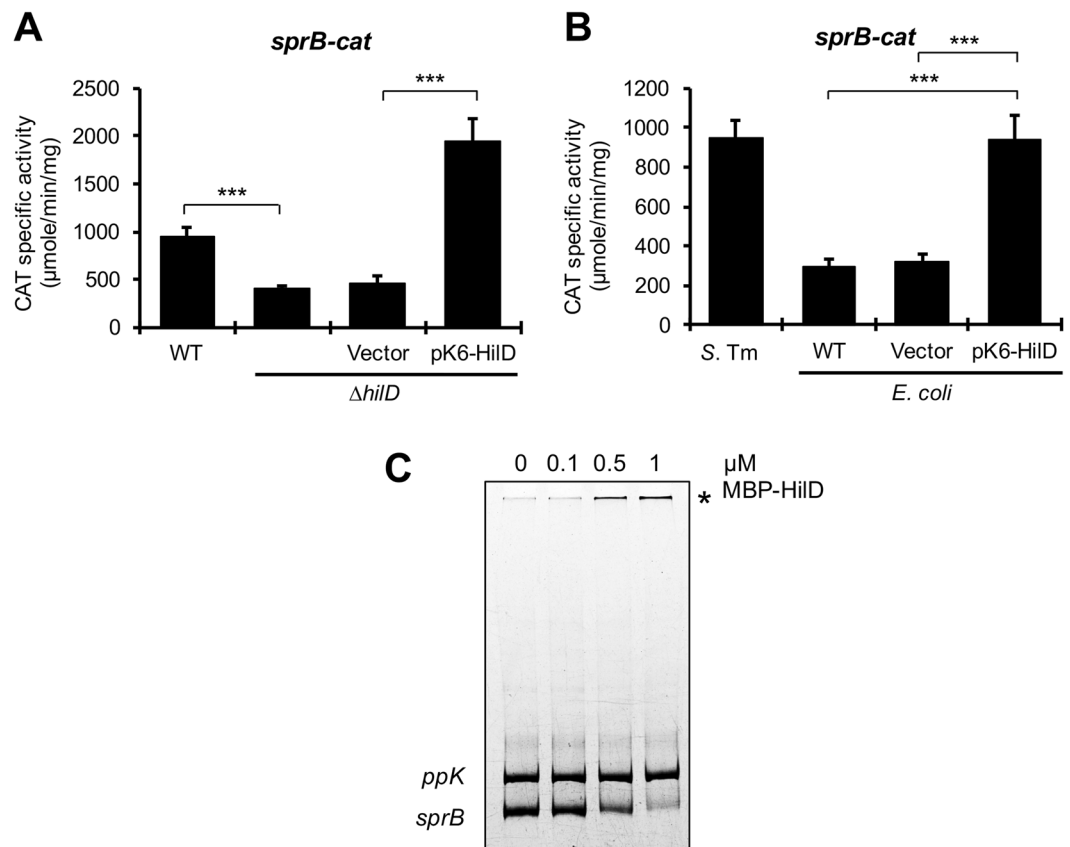 A
sprB-cat
CAT specific activity
(µmole/min/mg)
2500
2000
1500
1000
500
0
***
***
WT
Vector
pK6-HilD
ΔhilD
B
sprB-cat
CAT specific activity
(µmole/min/mg)
1200
1000
800
600
400
200
0
***
***
S. Tm
WT
Vector
pK6-HilD
E. coli
C
0 0.1 0.5 1 µM
* MBP-HilD
ppK
sprB